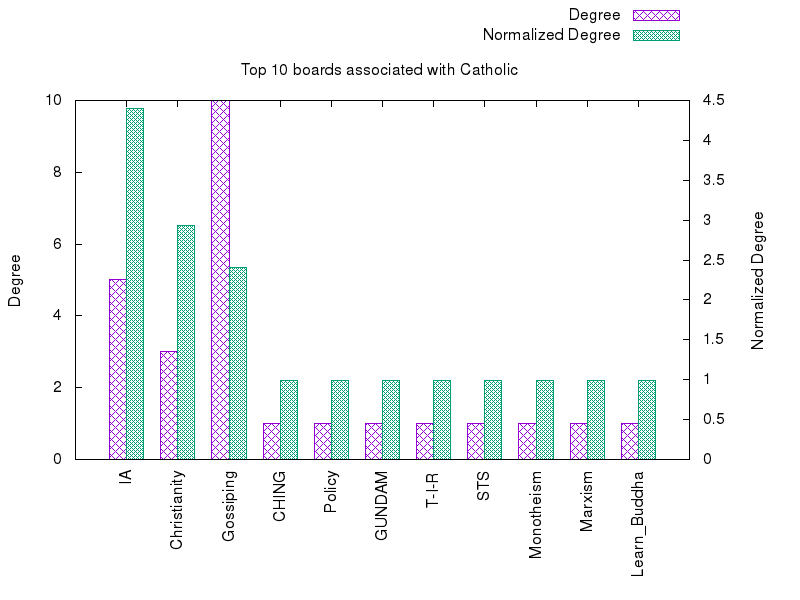 Degree
Normalized Degree
Top 10 boards associated with Catholic
10
8
6
4
2
0
4.5
4
3.5
3
2.5
2
1.5
1
0.5
0
Degree
Normalized Degree
IA
Christianity
Gossiping
CHING
Policy
GUNDAM
T-I-R
STS
Monotheism
Marxism
Learn_Buddha